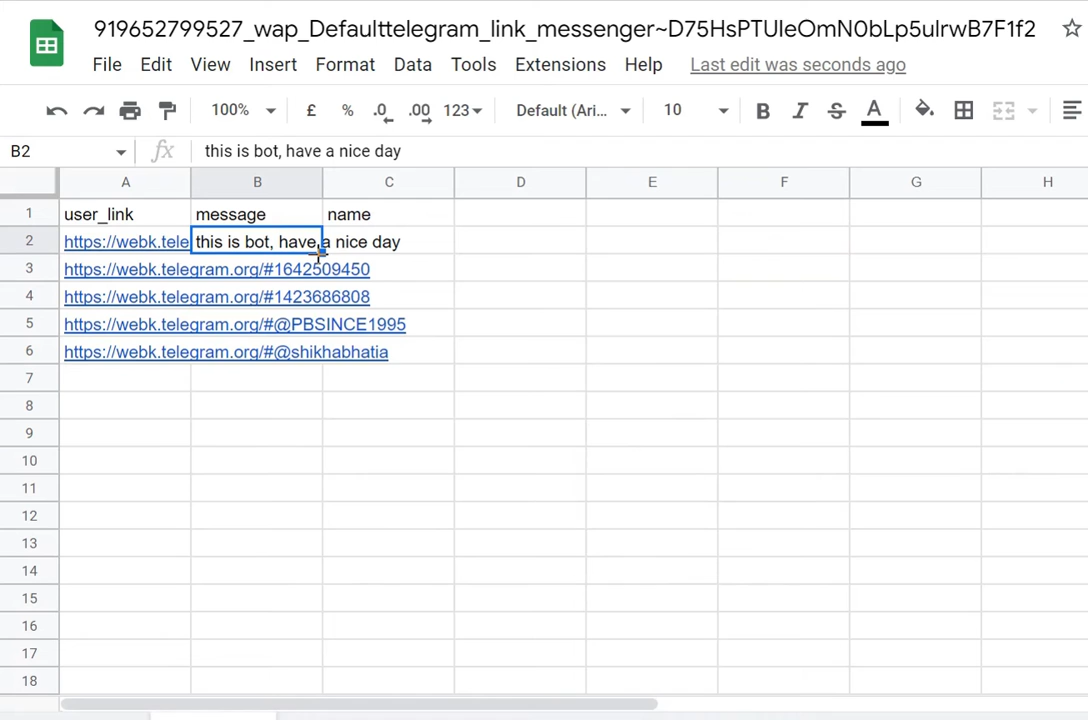 919652799527_wap_Defaulttelegram_link_messenger~D75HsPTUIeOmN0bLp5uIrwB7F1f2
File Edit View Insert Format Data Tools Extensions Help Last edit was seconds ago
100% £ % .0 .00 123 Default (Ari... 10 B I S A
B2 fx this is bot, have a nice day
A B C D E F G H
1 user_link message name
2 https://webk.tele this is bot, have a nice day
3 https://webk.telegram.org/#1642509450
4 https://webk.telegram.org/#1423686808
5 https://webk.telegram.org/#@PBSINCE1995
6 https://webk.telegram.org/#@shikhabhatia
7
8
9
10
11
12
13
14
15
16
17
18